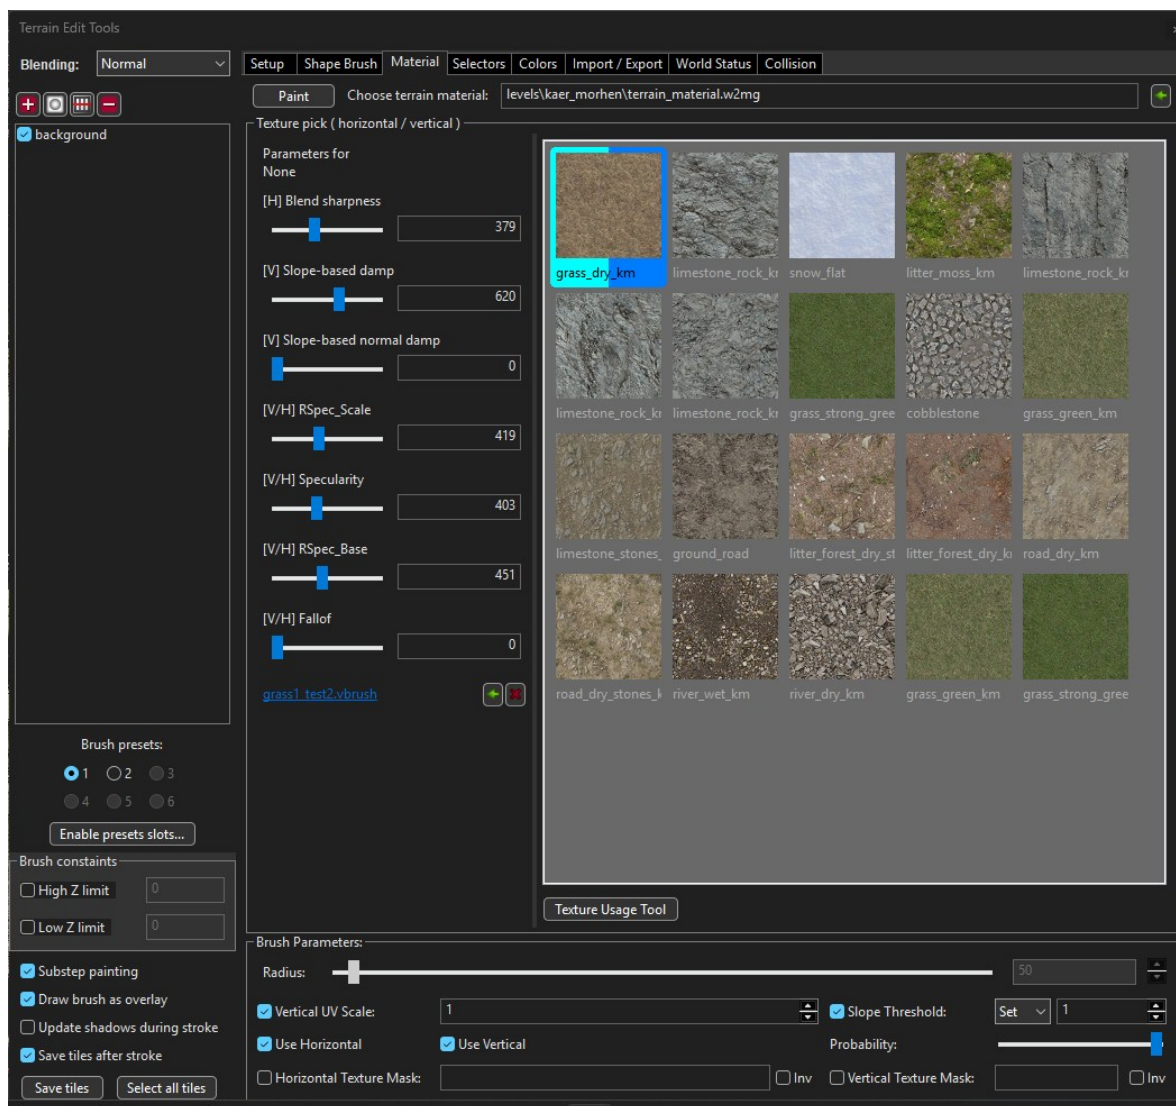 Terrain Edit Tools
Blending: Normal
background
Brush presets:
1 2 3
4 5 6
Enable presets slots...
Brush constaints
High Z limit 0
Low Z limit 0
Substep painting
Draw brush as overlay
Update shadows during stroke
Save tiles after stroke
Save tiles Select all tiles
Setup Shape Brush Material Selectors Colors Import / Export World Status Collision
Paint Choose terrain material: levels\kaer_morhen\terrain_material.w2mg
Texture pick ( horizontal / vertical )
Parameters for
None
[H] Blend sharpness
379
[V] Slope-based damp
620
[V] Slope-based normal damp
0
[V/H] RSpec_Scale
419
[V/H] Specularity
403
[V/H] RSpec_Base
451
[V/H] Fallof
0
grass1_test2.vbrush
grass_dry_km limestone_rock_kr snow_flat litter_moss_km limestone_rock_kr
limestone_rock_kr limestone_rock_kr grass_strong_gree cobblestone grass_green_km
limestone_stones_ ground_road litter_forest_dry_st litter_forest_dry_kr road_dry_km
road_dry_stones_k river_wet_km river_dry_km grass_green_km grass_strong_gree
Texture Usage Tool
Brush Parameters:
Radius: 50
Vertical UV Scale: 1 Slope Threshold: Set 1
Use Horizontal Use Vertical Probability:
Horizontal Texture Mask: Inv Vertical Texture Mask: Inv